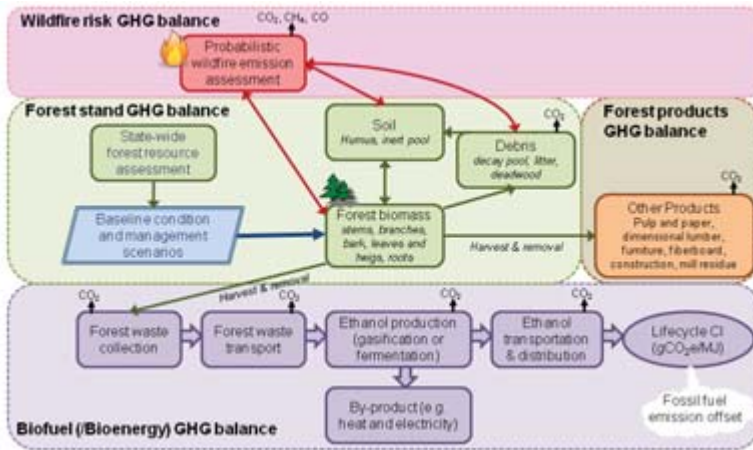 Wildfire risk GHG balance
CO₂, CH₄, CO
Probabilistic
wildfire emission
assessment
Forest stand GHG balance
State-wide
forest resource
assessment
Baseline condition
and management
scenarios
Soil
Humus, inert pool
CO₂
Debris
decay pool, litter,
deadwood
Forest biomass
stems, branches,
bark, leaves and
heigs, roots
Harvest & removal
Forest products
GHG balance
CO₂
Other Products
Pulp and paper,
dimensional lumber,
furniture, fiberboard,
construction, mill residue
Harvest & removal
CO₂
Forest waste
collection
CO₂
Forest waste
transport
CO₂
Ethanol production
(gasification or
fermentation)
CO₂
Ethanol
transportation
& distribution
Lifecycle CI
(gCO₂e/MJ)
By-product (e.g.
heat and electricity)
Fossil fuel
emission offset
Biofuel (/Bioenergy) GHG balance